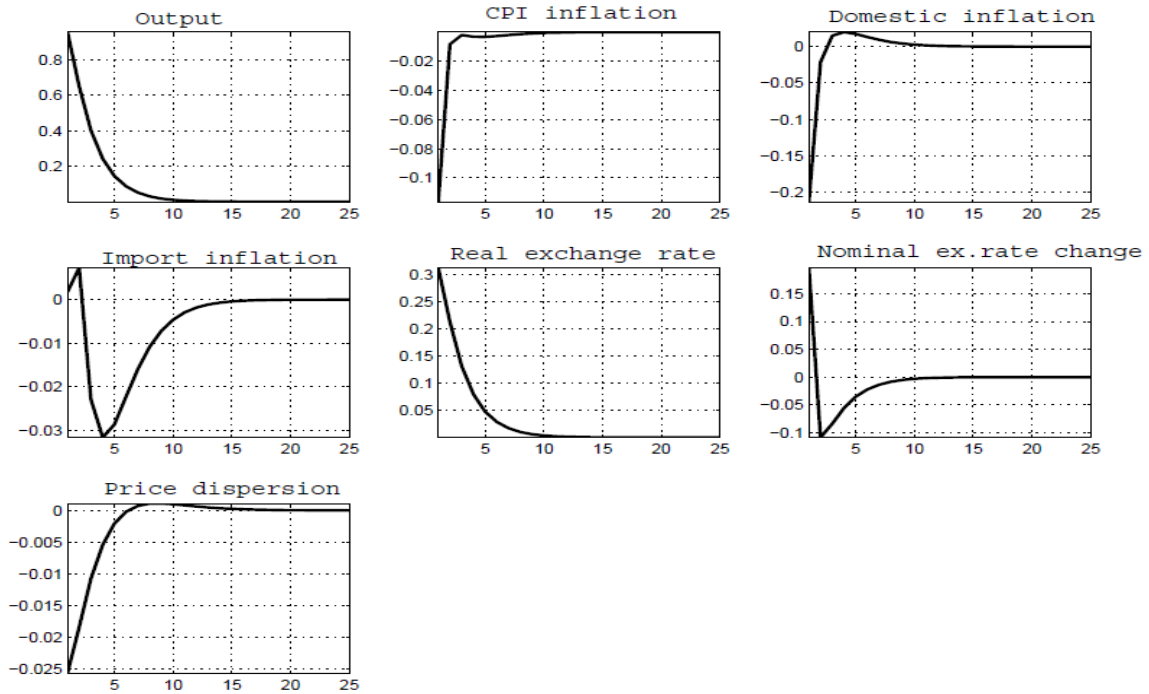 Output
0.8
0.6
0.4
0.2
5 10 15 20 25
CPI inflation
−0.02
−0.04
−0.06
−0.08
−0.1
5 10 15 20 25
Domestic inflation
0
−0.05
−0.1
−0.15
−0.2
5 10 15 20 25
Import inflation
0
−0.01
−0.02
−0.03
5 10 15 20 25
Real exchange rate
0.3
0.25
0.2
0.15
0.1
0.05
5 10 15 20 25
Nominal ex.rate change
0.15
0.1
0.05
0
−0.05
−0.1
5 10 15 20 25
Price dispersion
0
−0.005
−0.01
−0.015
−0.02
−0.025
5 10 15 20 25